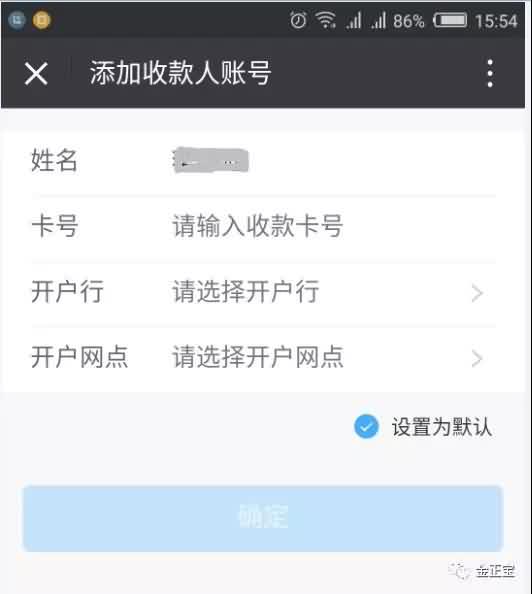 86% 15:54
添加收款人账号
姓名
卡号 请输入收款卡号
开户行 请选择开户行
开户网点 请选择开户网点
设置为默认
确定
金正宝